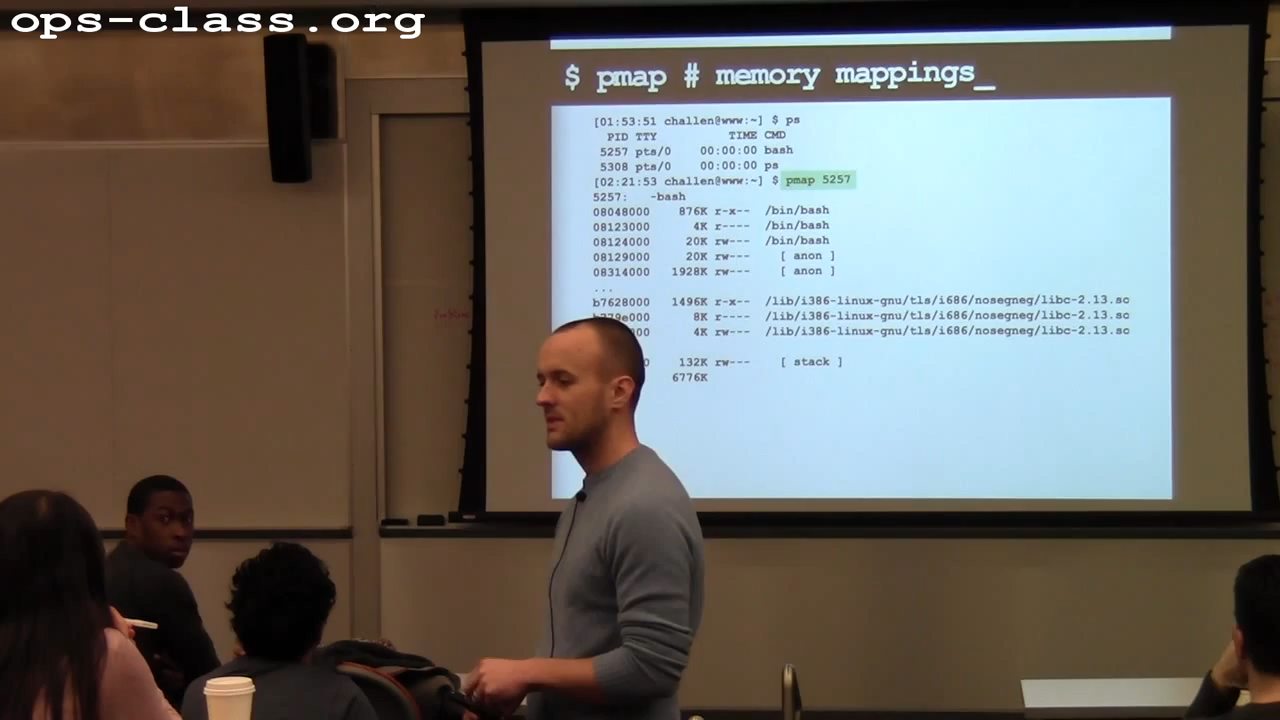 ops-class.org
$ pmap # memory mappings_
[01:53:51 challen@www:~] $ ps
PID TTY TIME CMD
5257 pts/0 00:00:00 bash
5308 pts/0 00:00:00 ps
[02:21:53 challen@www:~] $ pmap 5257
5257: -bash
08048000 876K r-x-- /bin/bash
08123000 4K r---- /bin/bash
08124000 20K rw--- /bin/bash
08129000 20K rw--- [ anon ]
08314000 1928K rw--- [ anon ]
...
b7628000 1496K r-x-- /lib/i386-linux-gnu/tls/i686/nosegneg/libc-2.13.so
b779e000 8K r---- /lib/i386-linux-gnu/tls/i686/nosegneg/libc-2.13.so
000 4K rw--- /lib/i386-linux-gnu/tls/i686/nosegneg/libc-2.13.so
0 132K rw--- [ stack ]
6776K